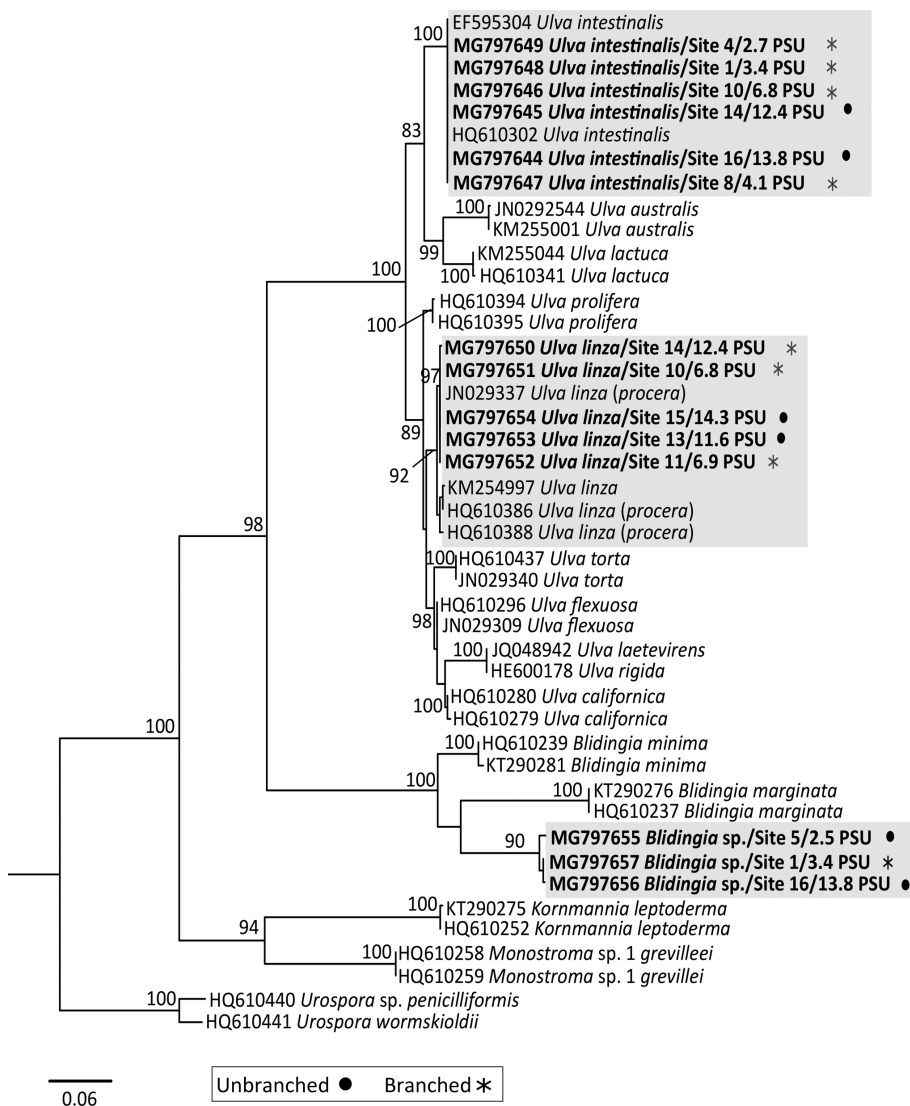 EF595304 Ulva intestinalis
100
MG797649 Ulva intestinalis/Site 4/2.7 PSU *
MG797648 Ulva intestinalis/Site 1/3.4 PSU *
MG797646 Ulva intestinalis/Site 10/6.8 PSU *
MG797645 Ulva intestinalis/Site 14/12.4 PSU ●
83
HQ610302 Ulva intestinalis
MG797644 Ulva intestinalis/Site 16/13.8 PSU ●
MG797647 Ulva intestinalis/Site 8/4.1 PSU *
100 JN0292544 Ulva australis
KM255001 Ulva australis
99 KM255044 Ulva lactuca
100 HQ610341 Ulva lactuca
100
HQ610394 Ulva prolifera
100 HQ610395 Ulva prolifera
MG797650 Ulva linza/Site 14/12.4 PSU *
97 MG797651 Ulva linza/Site 10/6.8 PSU *
JN029337 Ulva linza (procera)
MG797654 Ulva linza/Site 15/14.3 PSU ●
89 MG797653 Ulva linza/Site 13/11.6 PSU ●
92 MG797652 Ulva linza/Site 11/6.9 PSU *
KM254997 Ulva linza
HQ610386 Ulva linza (procera)
98 HQ610388 Ulva linza (procera)
100 HQ610437 Ulva torta
JN029340 Ulva torta
HQ610296 Ulva flexuosa
98 JN029309 Ulva flexuosa
100 JQ048942 Ulva laetevirens
HE600178 Ulva rigida
HQ610280 Ulva californica
100 HQ610279 Ulva californica
100
100 HQ610239 Blidingia minima
KT290281 Blidingia minima
100
100 KT290276 Blidingia marginata
HQ610237 Blidingia marginata
90 MG797655 Blidingia sp./Site 5/2.5 PSU ●
MG797657 Blidingia sp./Site 1/3.4 PSU *
MG797656 Blidingia sp./Site 16/13.8 PSU ●
100 KT290275 Kornmannia leptoderma
94 HQ610252 Kornmannia leptoderma
100 HQ610258 Monostroma sp. 1 grevilleei
HQ610259 Monostroma sp. 1 grevillei
100 HQ610440 Urospora sp. penicilliformis
HQ610441 Urospora wormskioldii
Unbranched ● Branched *
0.06